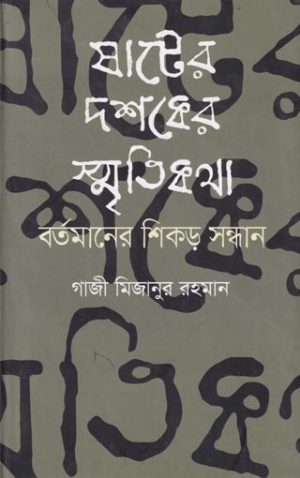 ষাটের
দশকের
স্মৃতিকথা
বর্তমানের শিকড় সন্ধান
গাজী মিজানুর রহমান